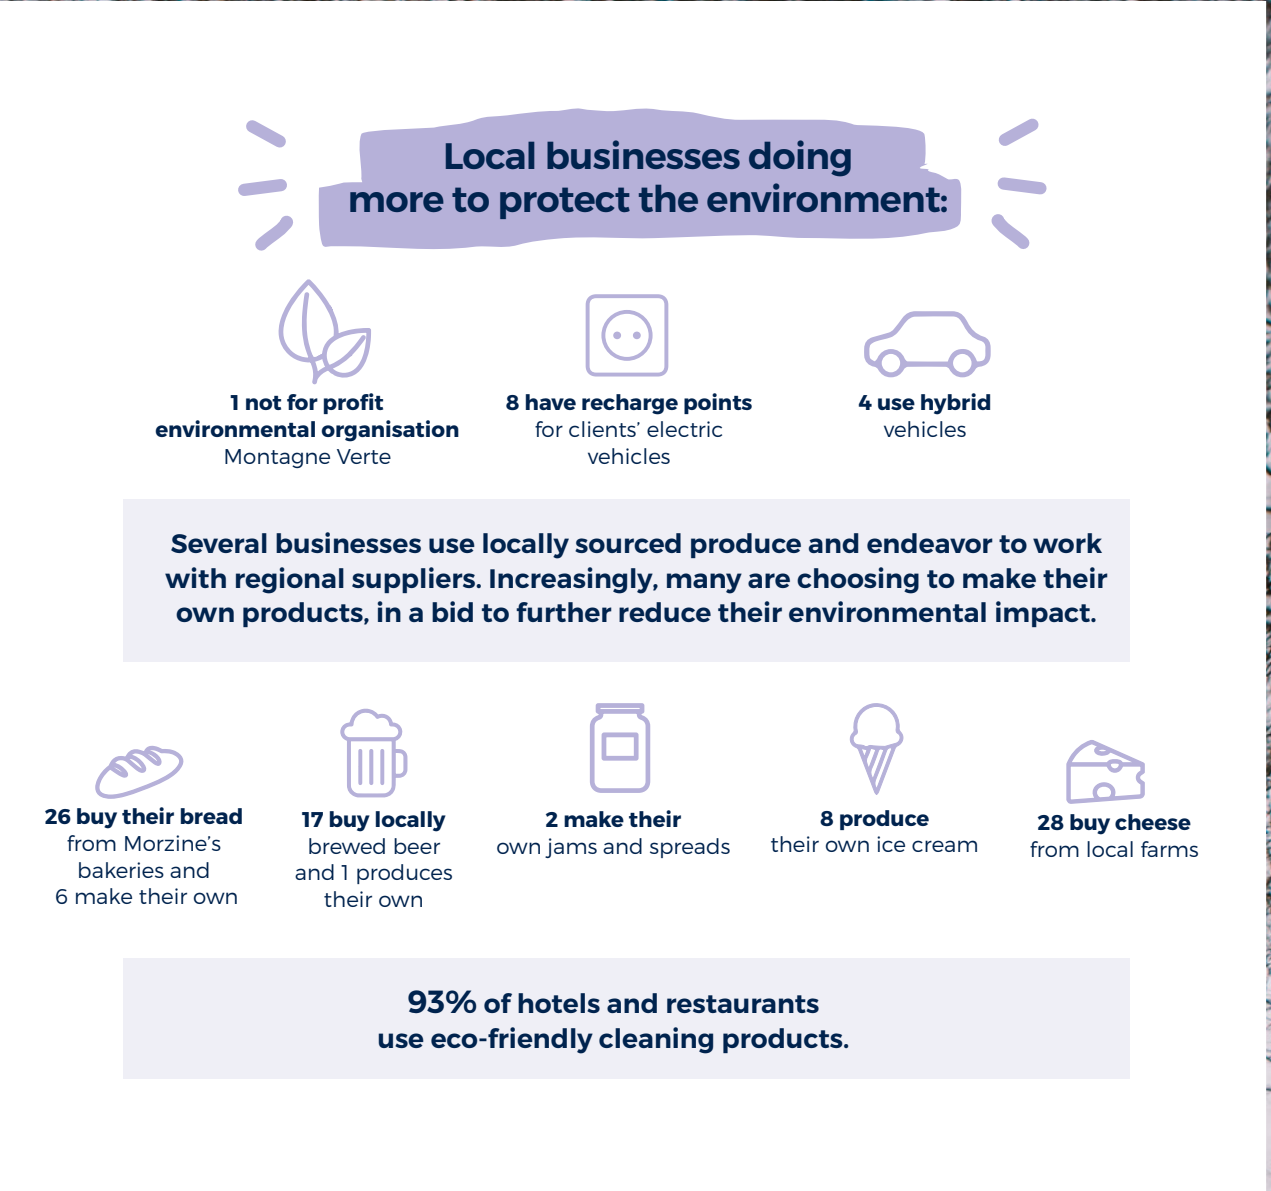 Local businesses doing
more to protect the environment:
1 not for profit
environmental organisation
Montagne Verte
8 have recharge points
for clients’ electric
vehicles
4 use hybrid
vehicles
Several businesses use locally sourced produce and endeavor to work
with regional suppliers. Increasingly, many are choosing to make their
own products, in a bid to further reduce their environmental impact.
26 buy their bread
from Morzine’s
bakeries and
6 make their own
17 buy locally
brewed beer
and 1 produces
their own
2 make their
own jams and spreads
8 produce
their own ice cream
28 buy cheese
from local farms
93% of hotels and restaurants
use eco-friendly cleaning products.